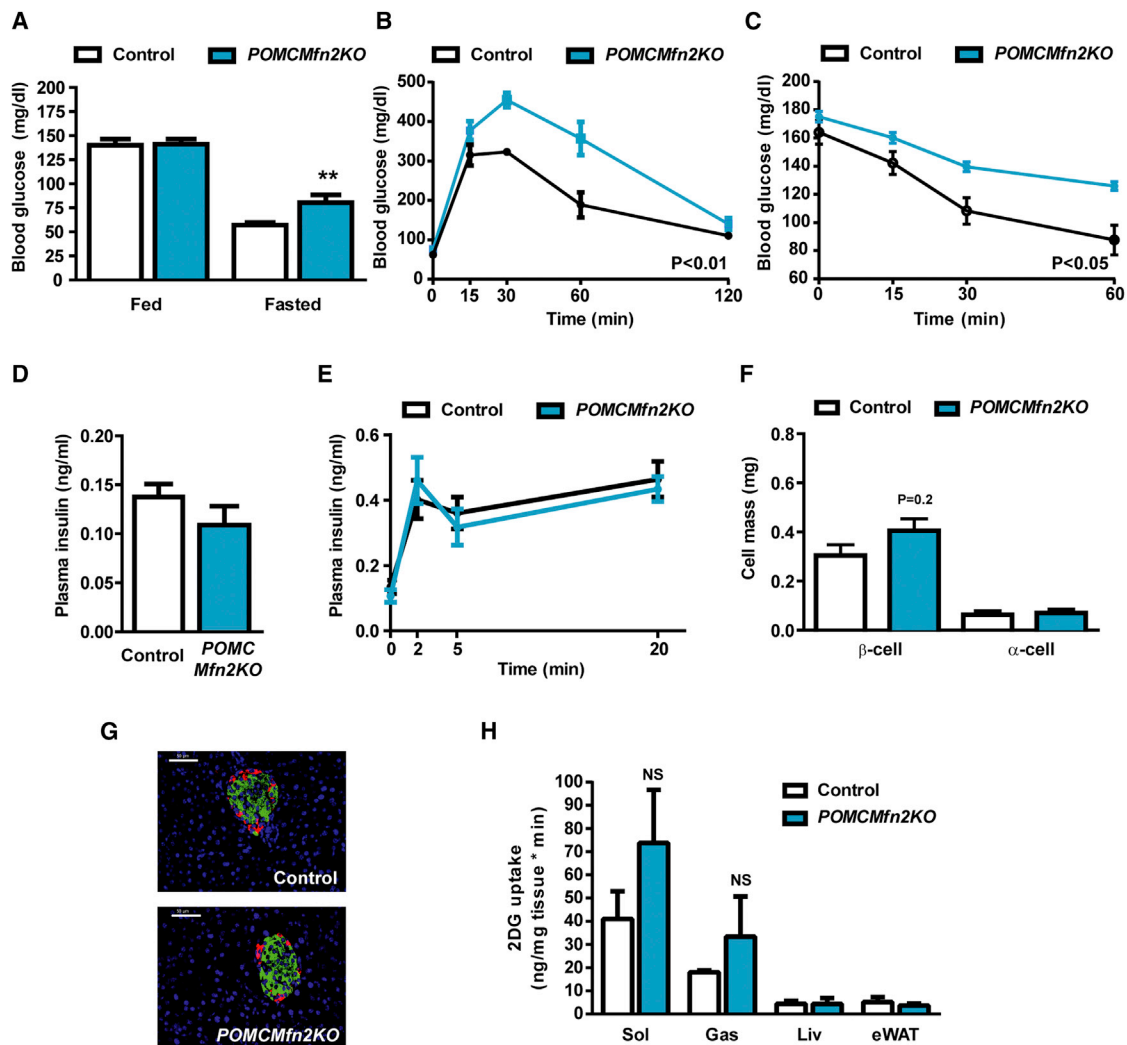 A
Control POMCMfn2KO
Blood glucose (mg/dl)
200
175
150
125
100
75
50
25
0
**
Fed Fasted
B
Control POMCMfn2KO
Blood glucose (mg/dl)
500
400
300
200
100
0
P<0.01
0 15 30 60 120
Time (min)
C
Control POMCMfn2KO
Blood glucose (mg/dl)
200
180
160
140
120
100
80
60
P<0.05
0 15 30 60
Time (min)
D
Plasma insulin (ng/ml)
0.20
0.15
0.10
0.05
0.00
Control POMC
Mfn2KO
E
Control POMCMfn2KO
Plasma insulin (ng/ml)
0.6
0.4
0.2
0.0
0 2 5 20
Time (min)
F
Control POMCMfn2KO
Cell mass (mg)
0.8
0.6
0.4
0.2
0.0
P=0.2
β-cell α-cell
G
Control
POMCMfn2KO
H
2DG uptake
(ng/mg tissue * min)
100
90
80
70
60
50
40
30
20
10
0
NS
NS
Control
POMCMfn2KO
Sol Gas Liv eWAT